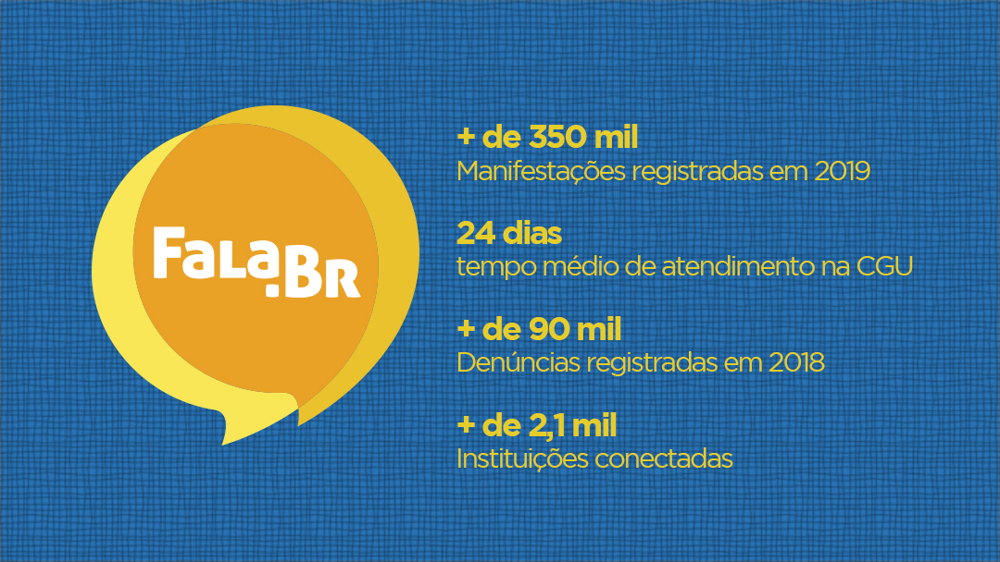 FaLa.BR
+ de 350 mil
Manifestações registradas em 2019
24 dias
tempo médio de atendimento na CGU
+ de 90 mil
Denúncias registradas em 2018
+ de 2,1 mil
Instituições conectadas